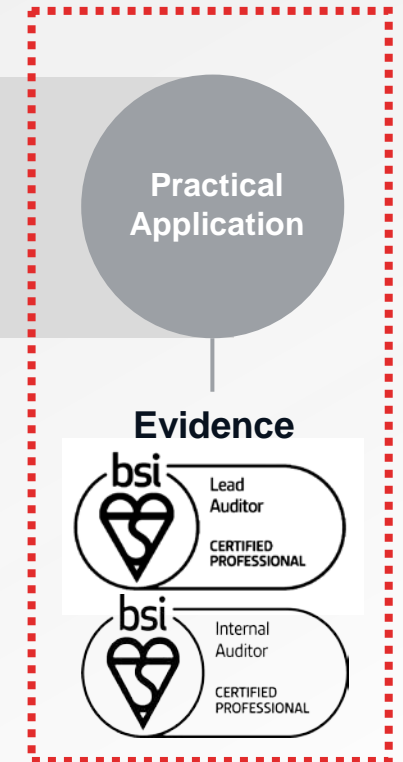 Practical
Application
Evidence
bsi
Lead
Auditor
CERTIFIED
PROFESSIONAL
bsi
Internal
Auditor
CERTIFIED
PROFESSIONAL